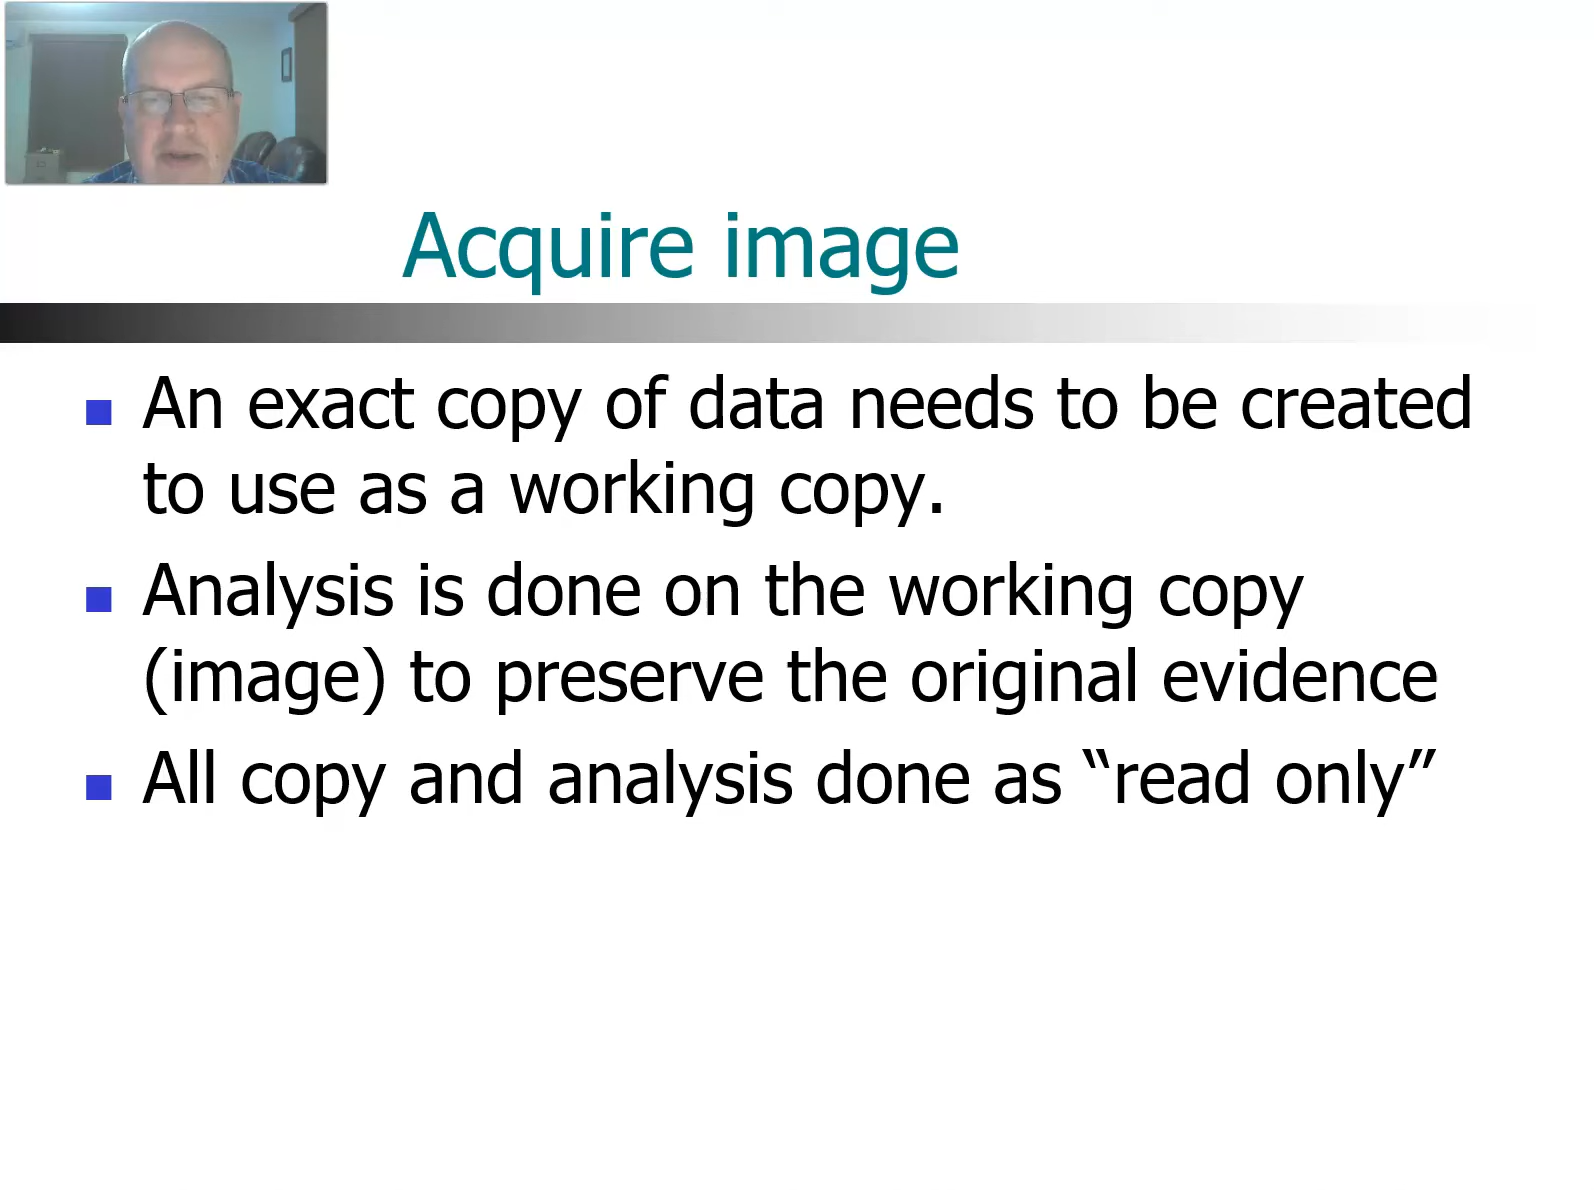 Acquire image
An exact copy of data needs to be created
to use as a working copy.
Analysis is done on the working copy
(image) to preserve the original evidence
All copy and analysis done as “read only”